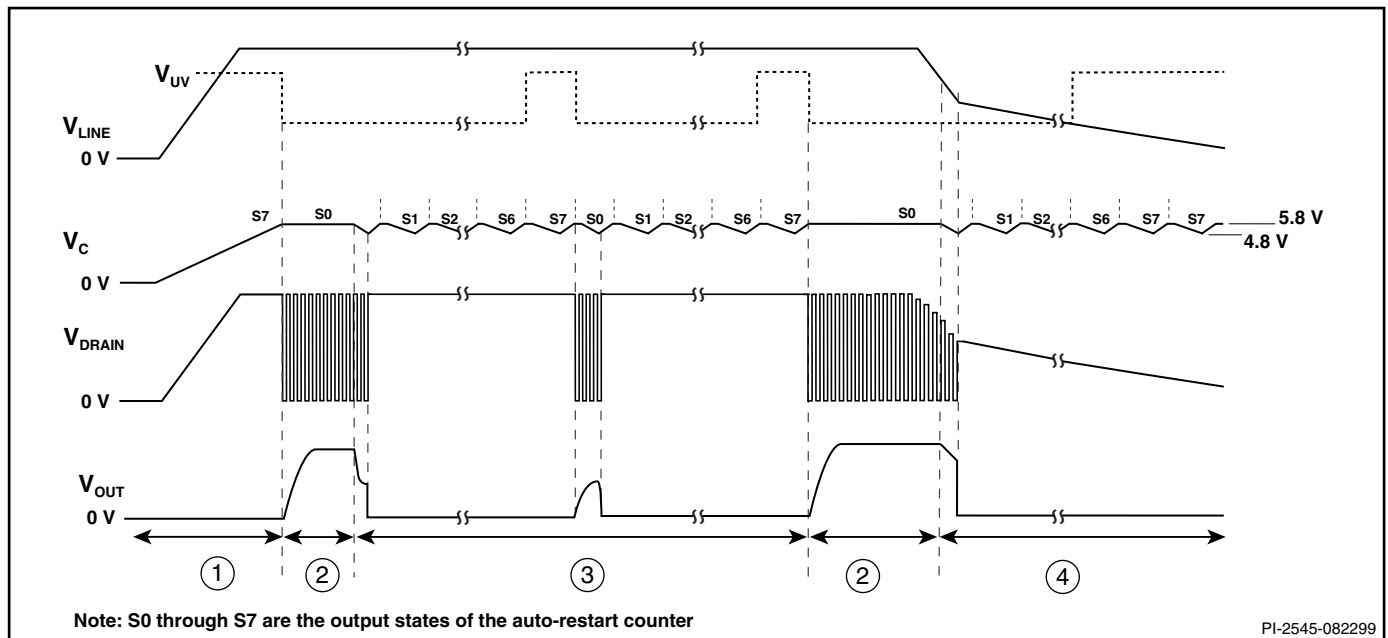 V_UV
V_LINE
0 V
S7 S0 S1 S2 S6 S7 S0 S1 S2 S6 S7 S0 S1 S2 S6 S7 S7
5.8 V
4.8 V
V_C
0 V
V_DRAIN
0 V
V_OUT
0 V
1 2 3 2 4
Note: S0 through S7 are the output states of the auto-restart counter
PI-2545-082299